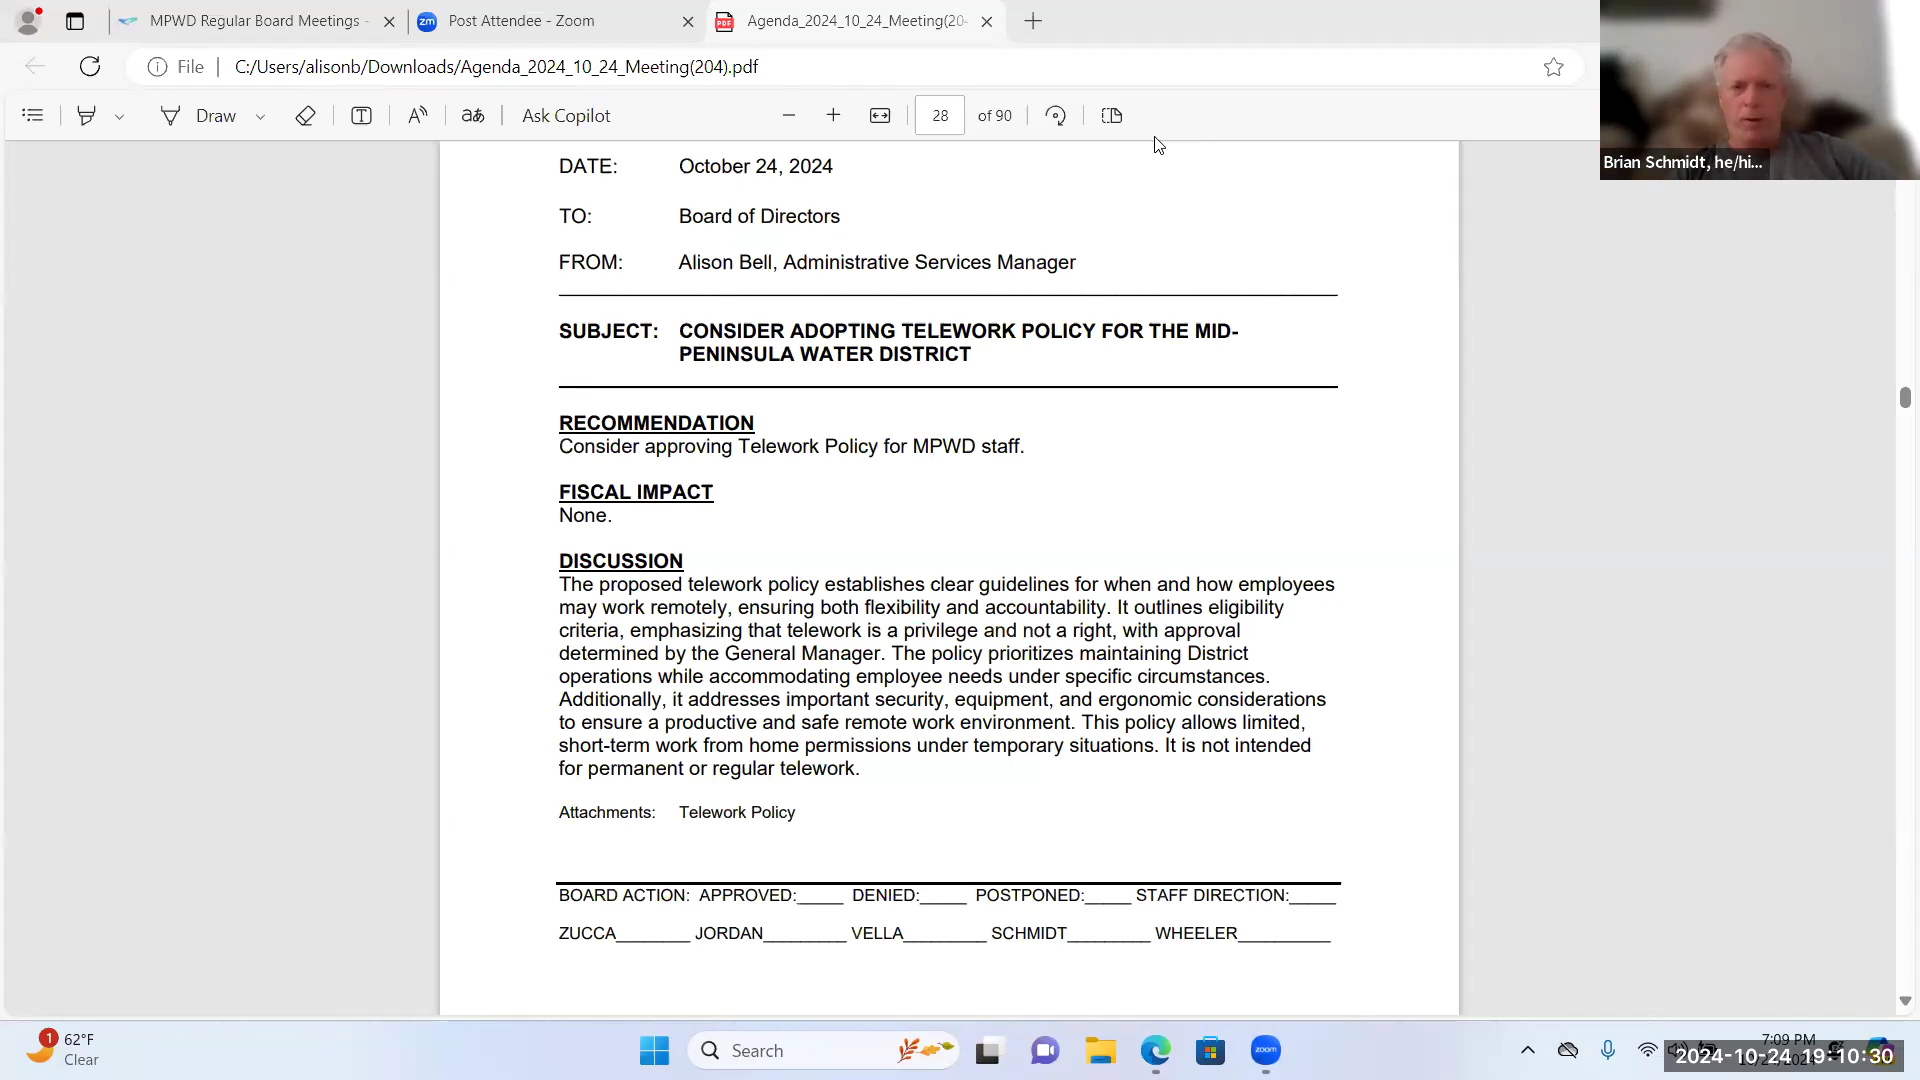 MPWD Regular Board Meetings -
Post Attendee - Zoom
Agenda_2024_10_24_Meeting(20
File
C:/Users/alisonb/Downloads/Agenda_2024_10_24_Meeting(204).pdf
Draw
Ask Copilot
28 of 90
Brian Schmidt, he/hi...
DATE: October 24, 2024
TO: Board of Directors
FROM: Alison Bell, Administrative Services Manager
SUBJECT: CONSIDER ADOPTING TELEWORK POLICY FOR THE MID-
PENINSULA WATER DISTRICT
RECOMMENDATION
Consider approving Telework Policy for MPWD staff.
FISCAL IMPACT
None.
DISCUSSION
The proposed telework policy establishes clear guidelines for when and how employees
may work remotely, ensuring both flexibility and accountability. It outlines eligibility
criteria, emphasizing that telework is a privilege and not a right, with approval
determined by the General Manager. The policy prioritizes maintaining District
operations while accommodating employee needs under specific circumstances.
Additionally, it addresses important security, equipment, and ergonomic considerations
to ensure a productive and safe remote work environment. This policy allows limited,
short-term work from home permissions under temporary situations. It is not intended
for permanent or regular telework.
Attachments: Telework Policy
BOARD ACTION: APPROVED:_____ DENIED:_____ POSTPONED:_____ STAFF DIRECTION:_____
ZUCCA________ JORDAN_________ VELLA_________ SCHMIDT_________ WHEELER__________
1
62°F
Clear
Search
zoom
7:09 PM
2024-10-24 19:10:30